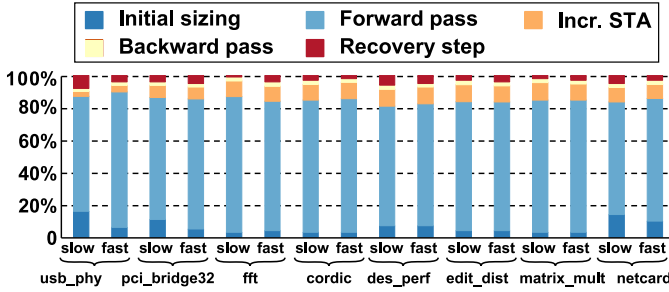 Initial sizing Forward pass Incr. STA
Backward pass Recovery step
100%
80%
60%
40%
20%
0
slow fast slow fast slow fast slow fast slow fast slow fast slow fast slow fast
usb_phy pci_bridge32 fft cordic des_perf edit_dist matrix_mult netcard